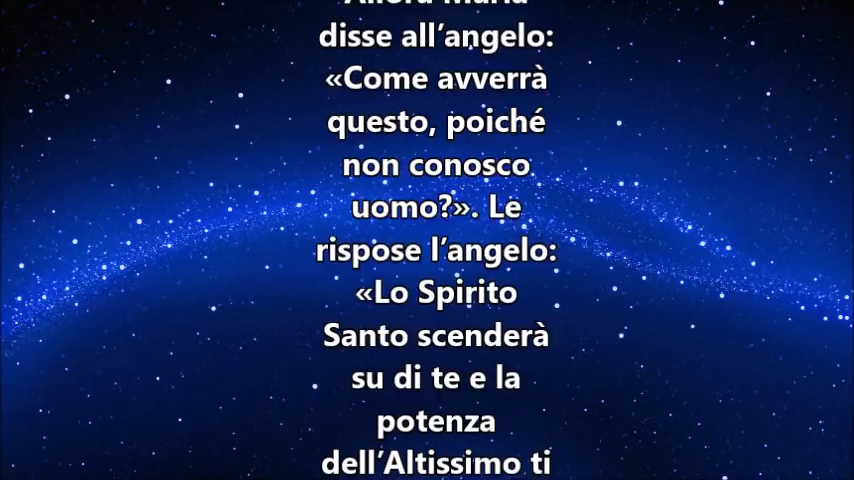 Allora Maria
disse all’angelo:
«Come avverrà
questo, poiché
non conosco
uomo?». Le
rispose l’angelo:
«Lo Spirito
Santo scenderà
su di te e la
potenza
dell’Altissimo ti